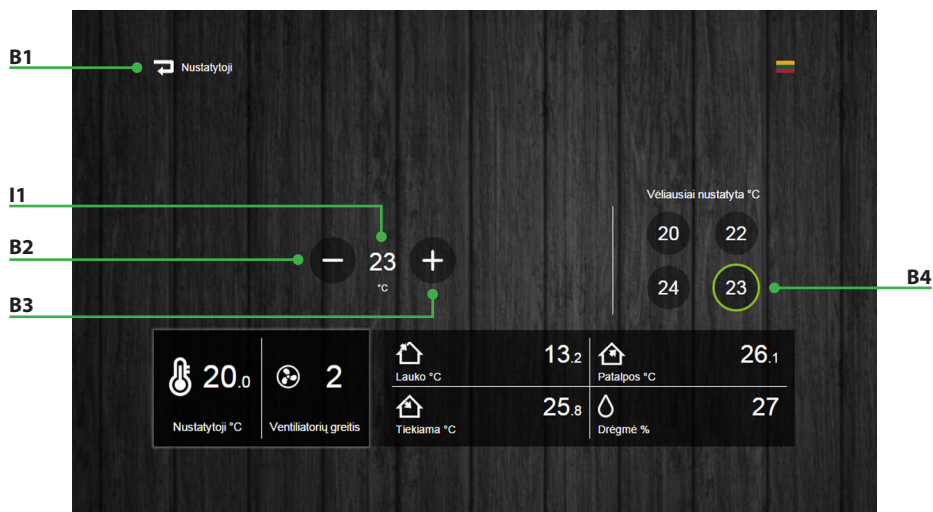 B1
Nustatytoji
I1
Vėliausiai nustatyta °C
20 22
B2
− 23 +
°C
24 23
B4
B3
20.0 2
Nustatytoji °C Ventiliatorių greitis
13.2 26.1
Lauko °C Patalpos °C
25.8 27
Tiekiama °C Drėgmė %